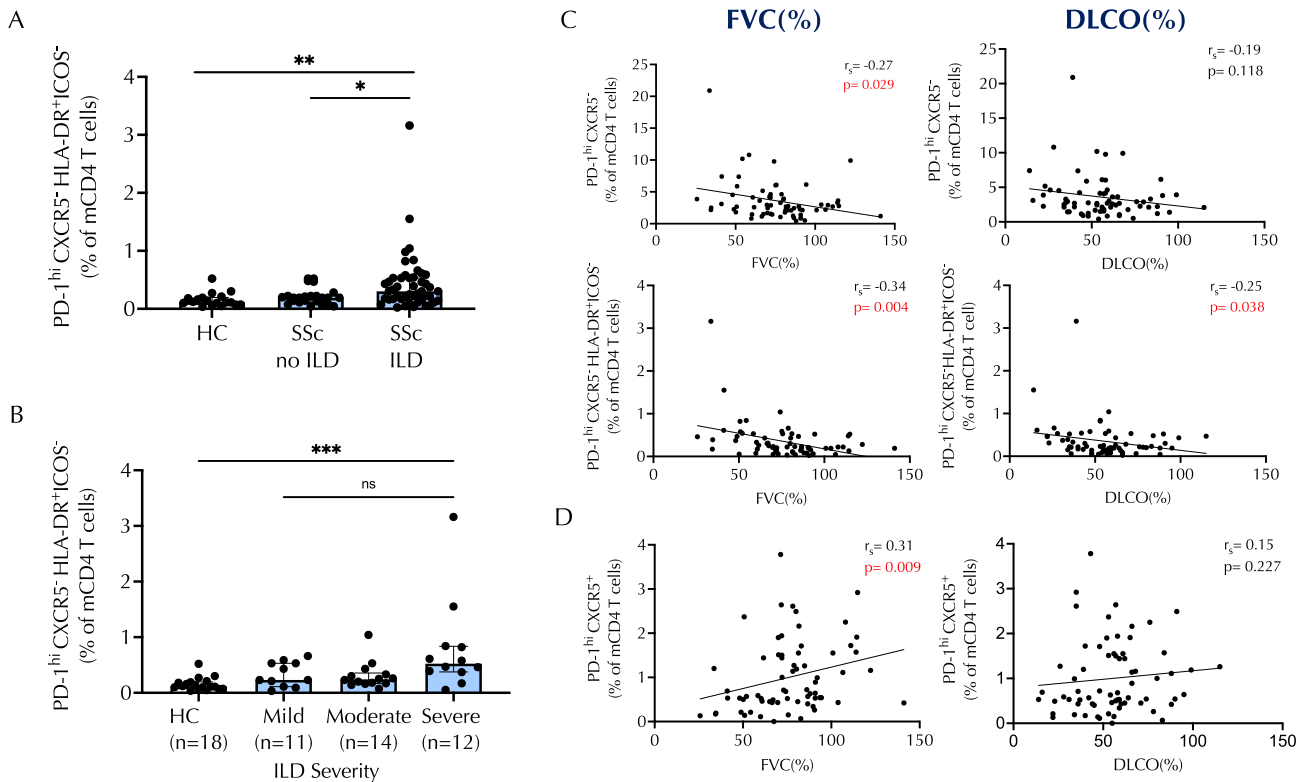 A
PD-1hi CXCR5- HLA-DR+ICOS-
(% of mCD4 T cells)
4
3
2
1
0
**
*
HC
SSc
no ILD
SSc
ILD
B
PD-1hi CXCR5- HLA-DR+ICOS-
(% of mCD4 T cells)
4
3
2
1
0
***
ns
HC
(n=18)
Mild
(n=11)
Moderate
(n=14)
Severe
(n=12)
ILD Severity
C
FVC(%)
DLCO(%)
PD-1hi CXCR5-
(% of mCD4 T cells)
25
20
15
10
5
0
rs= -0.27
p= 0.029
0
50
100
150
FVC(%)
PD-1hi CXCR5-
(% of mCD4 T cells)
25
20
15
10
5
0
rs= -0.19
p= 0.118
0
50
100
150
DLCO(%)
PD-1hi CXCR5- HLA-DR+ICOS-
(% of mCD4 T cells)
4
3
2
1
0
rs= -0.34
p= 0.004
0
50
100
150
FVC(%)
PD-1hi CXCR5-HLA-DR+ICOS-
(% of mCD4 T cell)
4
3
2
1
0
rs= -0.25
p= 0.038
0
50
100
150
DLCO(%)
D
PD-1hi CXCR5+
(% of mCD4 T cells)
4
3
2
1
0
rs= 0.31
p= 0.009
0
50
100
150
FVC(%)
PD-1hi CXCR5+
(% of mCD4 T cells)
4
3
2
1
0
rs= 0.15
p= 0.227
0
50
100
150
DLCO(%)